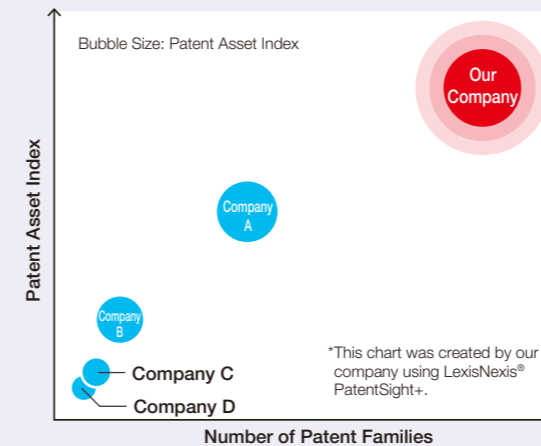 Bubble Size: Patent Asset Index
Our
Company
Company
A
Company
B
Company C
Company D
*This chart was created by our
company using LexisNexis®
PatentSight+.
Patent Asset Index
Number of Patent Families